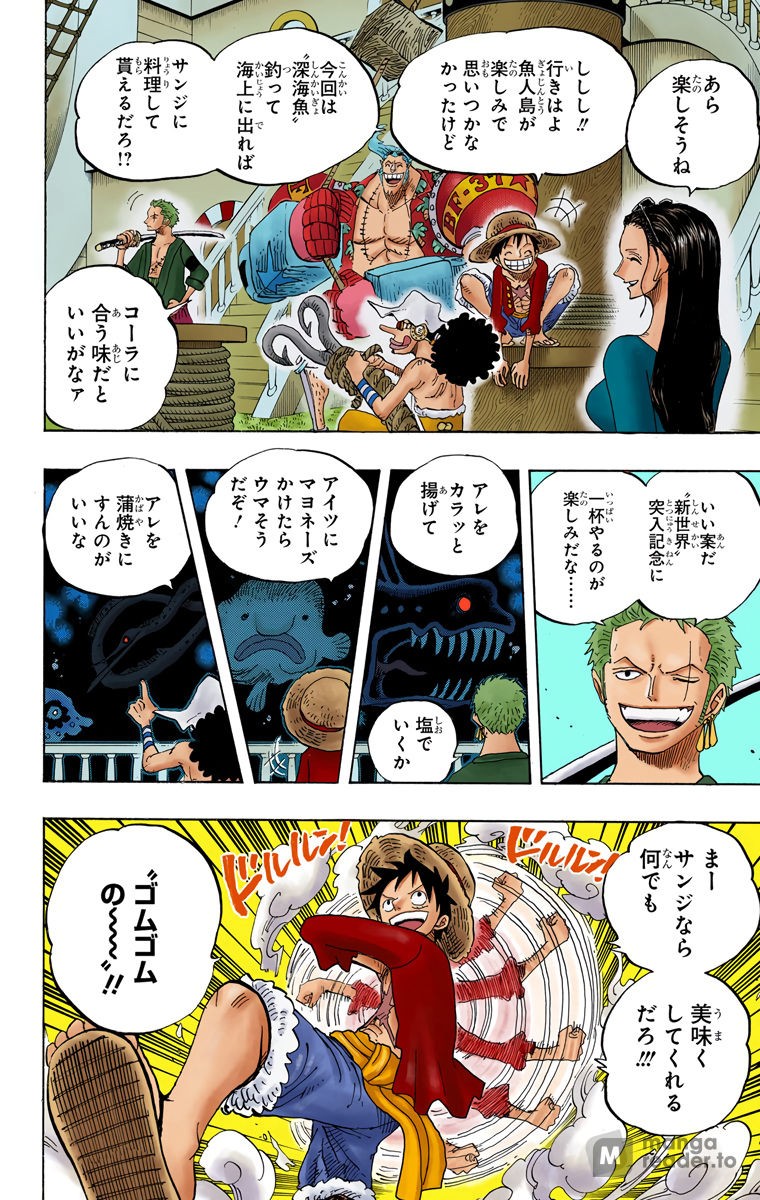 あら
楽しそうね
ししし!!
行きはよ
魚人島が
楽しみで
思いつかな
かったけど
今回は
〝深海魚〟
釣って
海上に出れば
サンジに
料理して
貰えるだろ!?
BF-37★
コーラに
合う味だと
いいがなァ
いい案だ
〝新世界〟
突入記念に
一杯やるのが
楽しみだな……
アレを
カラッと
揚げて
塩で
いくか
アイツに
マヨネーズ
かけたら
ウマそう
だぞ!
アレを
蒲焼きに
すんのが
いいな
まー
サンジなら
何でも
美味く
してくれる
だろ!!!
ドルルルン!
ドルルルン!
〝ゴムゴム
の〜〜〟!!
manga
reader.to